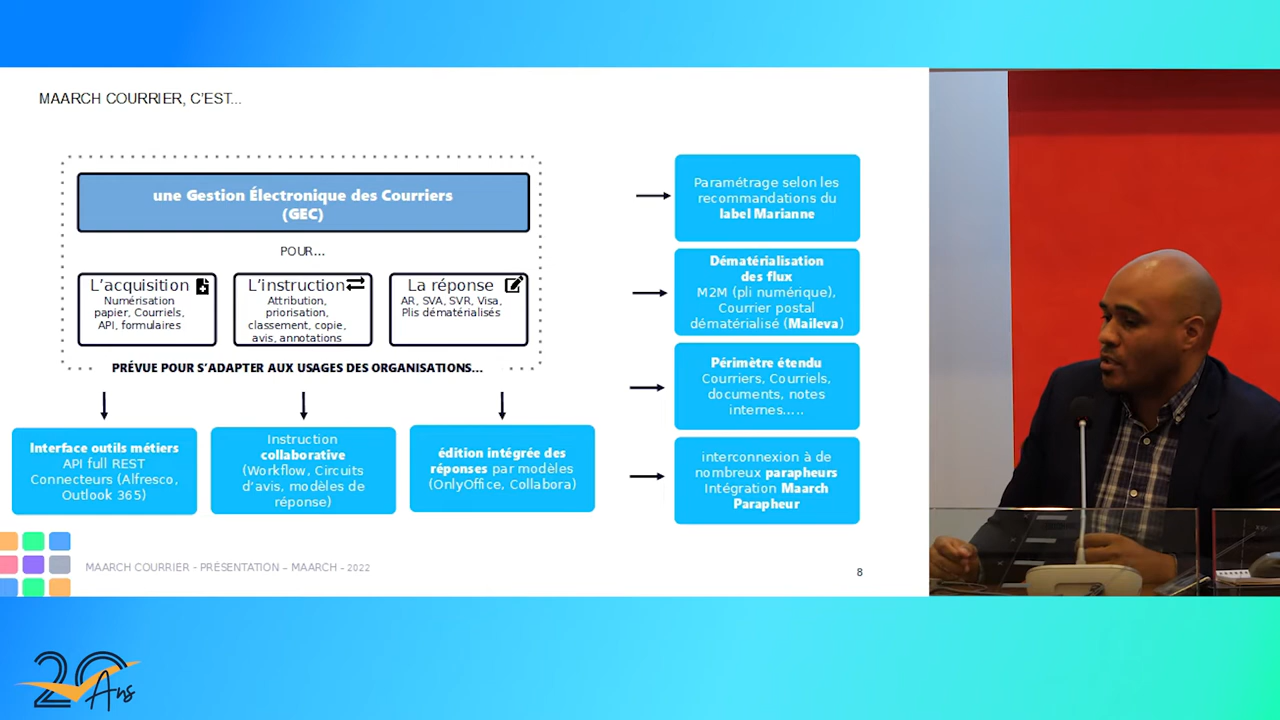 MAARCH COURRIER, C’EST...
une Gestion Électronique des Courriers
(GEC)
POUR...
L’acquisition
Numérisation
papier, Courriels,
API, formulaires
L’instruction
Attribution,
priorisation,
classement, copie,
avis, annotations
La réponse
AR, SVA, SVR, Visa,
Plis dématérialisés
PRÉVUE POUR S’ADAPTER AUX USAGES DES ORGANISATIONS...
Interface outils métiers
API full REST
Connecteurs (Alfresco,
Outlook 365)
Instruction
collaborative
(Workflow, Circuits
d’avis, modèles de
réponse)
édition intégrée des
réponses par modèles
(OnlyOffice, Collabora)
Paramétrage selon les
recommandations du
label Marianne
Dématérialisation
des flux
M2M (pli numérique),
Courrier postal
dématérialisé (Maileva)
Périmètre étendu
Courriers, Courriels,
documents, notes
internes.....
interconnexion à de
nombreux parapheurs
Intégration Maarch
Parapheur
MAARCH COURRIER - PRÉSENTATION – MAARCH - 2022
8
20
Ans